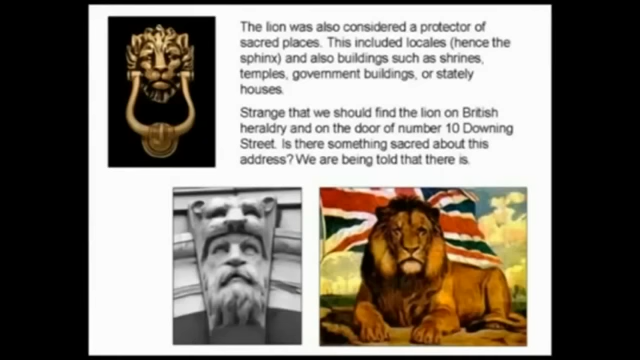 The lion was also considered a protector of
sacred places. This included locales (hence the
sphinx) and also buildings such as shrines,
temples, government buildings, or stately
houses.
Strange that we should find the lion on British
heraldry and on the door of number 10 Downing
Street. Is there something sacred about this
address? We are being told that there is.